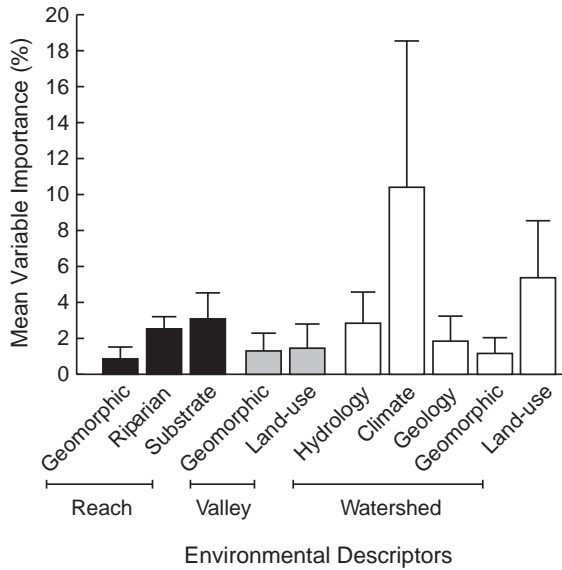 Mean Variable Importance (%)
20
18
16
14
12
10
8
6
4
2
0
Geomorphic
Riparian
Substrate
Geomorphic
Land-use
Hydrology
Climate
Geology
Geomorphic
Land-use
Reach
Valley
Watershed
Environmental Descriptors